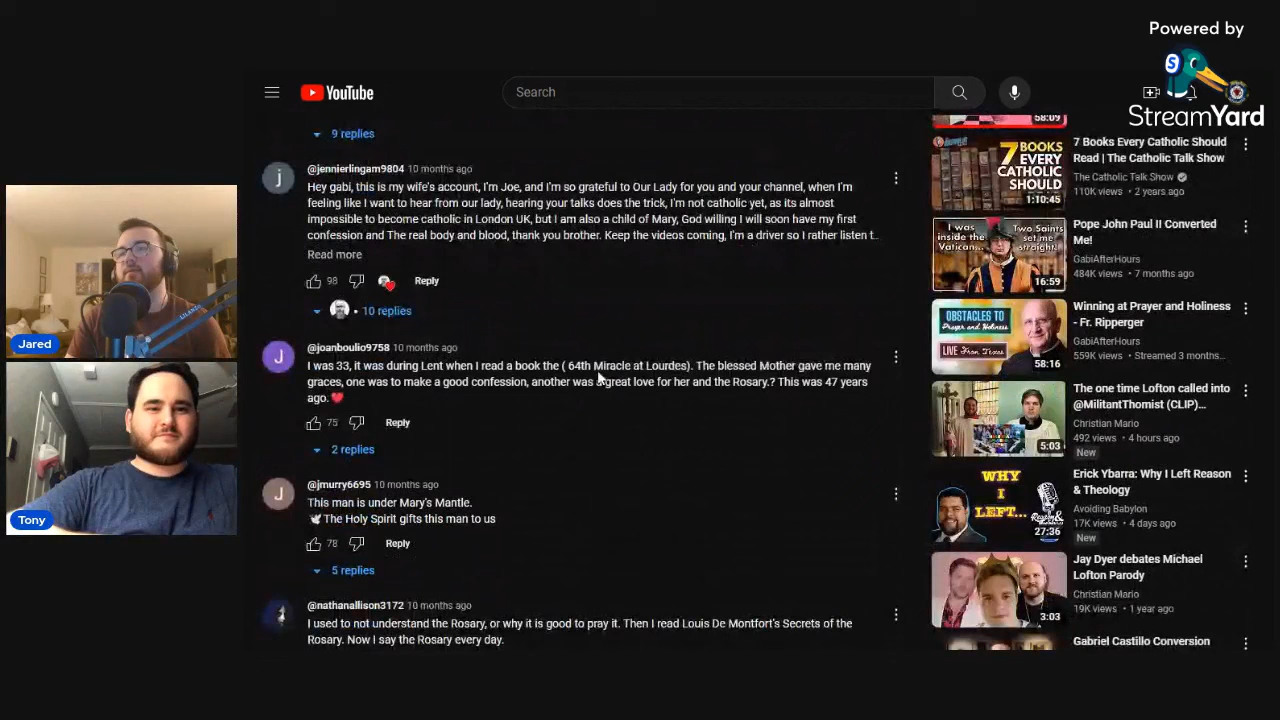 Powered by
StreamYard
YouTube
Search
9 replies
@jennierlingam9804 10 months ago
Hey gabi, this is my wife's account, I'm Joe, and I'm so grateful to Our Lady for you and your channel, when I'm
feeling like I want to hear from our lady, hearing your talks does the trick, I'm not catholic yet, as its almost
impossible to become catholic in London UK, but I am also a child of Mary, God willing I will soon have my first
confession and The real body and blood, thank you brother. Keep the videos coming, I'm a driver so I rather listen t...
Read more
98
Reply
• 10 replies
@joanboulio9758 10 months ago
I was 33, it was during Lent when I read a book the ( 64th Miracle at Lourdes). The blessed Mother gave me many
graces, one was to make a good confession, another was a great love for her and the Rosary.? This was 47 years
ago.❤️
75
Reply
2 replies
@jmurry6695 10 months ago
This man is under Mary's Mantle.
🕊The Holy Spirit gifts this man to us
78
Reply
5 replies
@nathanallison3172 10 months ago
I used to not understand the Rosary, or why it is good to pray it. Then I read Louis De Montfort's Secrets of the
Rosary. Now I say the Rosary every day.
Jared
Tony
58:09
7 BOOKS
EVERY
CATHOLIC
SHOULD
1:10:45
7 Books Every Catholic Should
Read | The Catholic Talk Show
The Catholic Talk Show
110K views • 2 years ago
I was
inside the
Vatican...
Two Saints
set me
straight.
16:59
Pope John Paul II Converted
Me!
GabiAfterHours
484K views • 7 months ago
OBSTACLES TO
Prayer and Holiness
LIVE From Texas
58:16
Winning at Prayer and Holiness
- Fr. Ripperger
GabiAfterHours
559K views • Streamed 3 months...
5:03
The one time Lofton called into
@MilitantThomist (CLIP)...
Christian Mario
492 views • 4 hours ago
New
WHY
I
LEFT...
27:36
Erick Ybarra: Why I Left Reason
& Theology
Avoiding Babylon
17K views • 4 days ago
New
3:03
Jay Dyer debates Michael
Lofton Parody
Christian Mario
19K views • 1 year ago
Gabriel Castillo Conversion